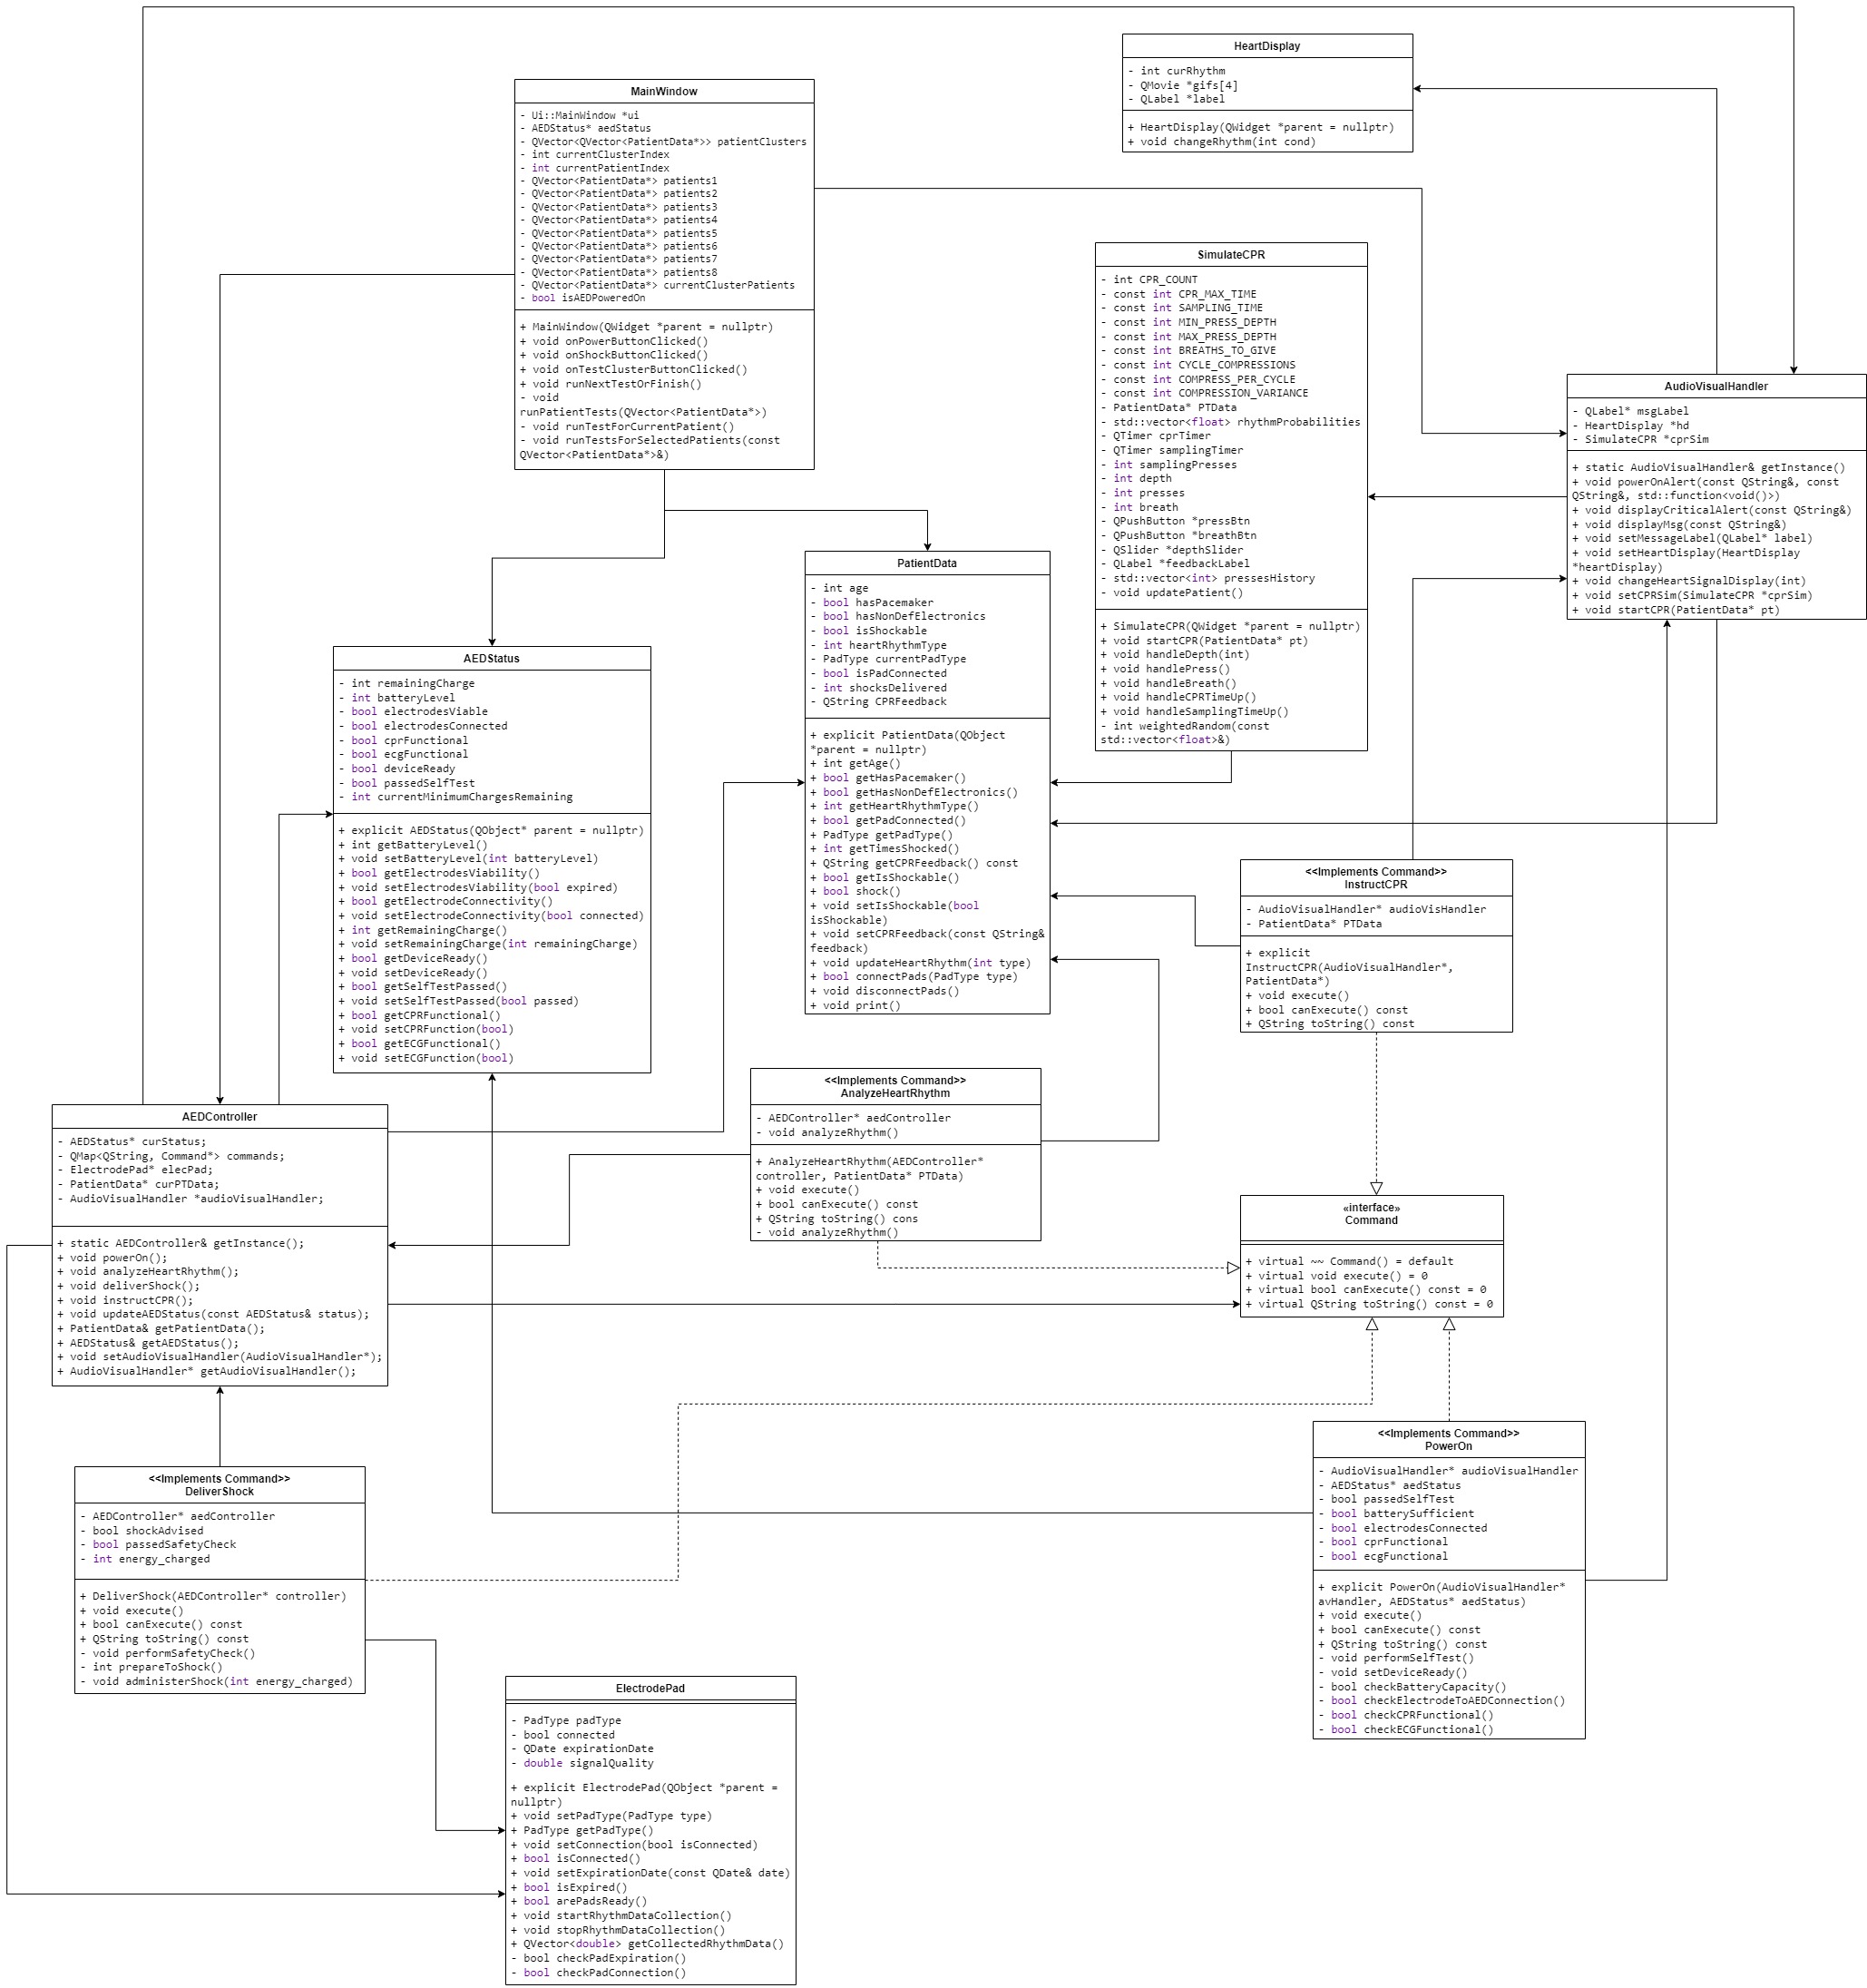 HeartDisplay
- int curRhythm
- QMovie *gifs[4]
- QLabel *label
+ HeartDisplay(QWidget *parent = nullptr)
+ void changeRhythm(int cond)
MainWindow
- Ui::MainWindow *ui
- AEDStatus* aedStatus
- QVector<QVector<PatientData*>> patientClusters
- int currentClusterIndex
- int currentPatientIndex
- QVector<PatientData*> patients1
- QVector<PatientData*> patients2
- QVector<PatientData*> patients3
- QVector<PatientData*> patients4
- QVector<PatientData*> patients5
- QVector<PatientData*> patients6
- QVector<PatientData*> patients7
- QVector<PatientData*> patients8
- QVector<PatientData*> currentClusterPatients
- bool isAEDPoweredOn
+ MainWindow(QWidget *parent = nullptr)
+ void onPowerButtonClicked()
+ void onShockButtonClicked()
+ void onTestClusterButtonClicked()
+ void runNextTestOrFinish()
- void
runPatientTests(QVector<PatientData*>)
- void runTestForCurrentPatient()
- void runTestsForSelectedPatients(const
QVector<PatientData*>&)
SimulateCPR
- int CPR_COUNT
- const int CPR_MAX_TIME
- const int SAMPLING_TIME
- const int MIN_PRESS_DEPTH
- const int MAX_PRESS_DEPTH
- const int BREATHS_TO_GIVE
- const int CYCLE_COMPRESSIONS
- const int COMPRESS_PER_CYCLE
- const int COMPRESSION_VARIANCE
- PatientData* PTData
- std::vector<float> rhythmProbabilities
- QTimer cprTimer
- QTimer samplingTimer
- int samplingPresses
- int depth
- int presses
- int breath
- QPushButton *pressBtn
- QPushButton *breathBtn
- QSlider *depthSlider
- QLabel *feedbackLabel
- std::vector<int> pressesHistory
- void updatePatient()
+ SimulateCPR(QWidget *parent = nullptr)
+ void startCPR(PatientData* pt)
+ void handleDepth(int)
+ void handlePress()
+ void handleBreath()
+ void handleCPRTimeUp()
+ void handleSamplingTimeUp()
- int weightedRandom(const
std::vector<float>&)
AudioVisualHandler
- QLabel* msgLabel
- HeartDisplay *hd
- SimulateCPR *cprSim
+ static AudioVisualHandler& getInstance()
+ void powerOnAlert(const QString&, const
QString&, std::function<void()>)
+ void displayCriticalAlert(const QString&)
+ void displayMsg(const QString&)
+ void setMessageLabel(QLabel* label)
+ void setHeartDisplay(HeartDisplay
*heartDisplay)
+ void changeHeartSignalDisplay(int)
+ void setCPRSim(SimulateCPR *cprSim)
+ void startCPR(PatientData* pt)
PatientData
- int age
- bool hasPacemaker
- bool hasNonDefElectronics
- bool isShockable
- int heartRhythmType
- PadType currentPadType
- bool isPadConnected
- int shocksDelivered
- QString CPRFeedback
+ explicit PatientData(QObject
*parent = nullptr)
+ int getAge()
+ bool getHasPacemaker()
+ bool getHasNonDefElectronics()
+ int getHeartRhythmType()
+ bool getPadConnected()
+ PadType getPadType()
+ int getTimesShocked()
+ QString getCPRFeedback() const
+ bool getIsShockable()
+ bool shock()
+ void setIsShockable(bool
isShockable)
+ void setCPRFeedback(const QString&
feedback)
+ void updateHeartRhythm(int type)
+ bool connectPads(PadType type)
+ void disconnectPads()
+ void print()
AEDStatus
- int remainingCharge
- int batteryLevel
- bool electrodesViable
- bool electrodesConnected
- bool cprFunctional
- bool ecgFunctional
- bool deviceReady
- bool passedSelfTest
- int currentMinimumChargesRemaining
+ explicit AEDStatus(QObject* parent = nullptr)
+ int getBatteryLevel()
+ void setBatteryLevel(int batteryLevel)
+ bool getElectrodesViability()
+ void setElectrodesViability(bool expired)
+ bool getElectrodeConnectivity()
+ void setElectrodeConnectivity(bool connected)
+ int getRemainingCharge()
+ void setRemainingCharge(int remainingCharge)
+ bool getDeviceReady()
+ void setDeviceReady()
+ bool getSelfTestPassed()
+ void setSelfTestPassed(bool passed)
+ bool getCPRFunctional()
+ void setCPRFunction(bool)
+ bool getECGFunctional()
+ void setECGFunction(bool)
<<Implements Command>>
InstructCPR
- AudioVisualHandler* audioVisHandler
- PatientData* PTData
+ explicit
InstructCPR(AudioVisualHandler*,
PatientData*)
+ void execute()
+ bool canExecute() const
+ QString toString() const
<<Implements Command>>
AnalyzeHeartRhythm
- AEDController* aedController
- void analyzeRhythm()
+ AnalyzeHeartRhythm(AEDController*
controller, PatientData* PTData)
+ void execute()
+ bool canExecute() const
+ QString toString() cons
- void analyzeRhythm()
AEDController
- AEDStatus* curStatus;
- QMap<QString, Command*> commands;
- ElectrodePad* elecPad;
- PatientData* curPTData;
- AudioVisualHandler *audioVisualHandler;
+ static AEDController& getInstance();
+ void powerOn();
+ void analyzeHeartRhythm();
+ void deliverShock();
+ void instructCPR();
+ void updateAEDStatus(const AEDStatus& status);
+ PatientData& getPatientData();
+ AEDStatus& getAEDStatus();
+ void setAudioVisualHandler(AudioVisualHandler*);
+ AudioVisualHandler* getAudioVisualHandler();
«interface»
Command
+ virtual ~~ Command() = default
+ virtual void execute() = 0
+ virtual bool canExecute() const = 0
+ virtual QString toString() const = 0
<<Implements Command>>
PowerOn
- AudioVisualHandler* audioVisualHandler
- AEDStatus* aedStatus
- bool passedSelfTest
- bool batterySufficient
- bool electrodesConnected
- bool cprFunctional
- bool ecgFunctional
+ explicit PowerOn(AudioVisualHandler*
avHandler, AEDStatus* aedStatus)
+ void execute()
+ bool canExecute() const
+ QString toString() const
- void performSelfTest()
- void setDeviceReady()
- bool checkBatteryCapacity()
- bool checkElectrodeToAEDConnection()
- bool checkCPRFunctional()
- bool checkECGFunctional()
<<Implements Command>>
DeliverShock
- AEDController* aedController
- bool shockAdvised
- bool passedSafetyCheck
- int energy_charged
+ DeliverShock(AEDController* controller)
+ void execute()
+ bool canExecute() const
+ QString toString() const
- void performSafetyCheck()
- int prepareToShock()
- void administerShock(int energy_charged)
ElectrodePad
- PadType padType
- bool connected
- QDate expirationDate
- double signalQuality
+ explicit ElectrodePad(QObject *parent =
nullptr)
+ void setPadType(PadType type)
+ PadType getPadType()
+ void setConnection(bool isConnected)
+ bool isConnected()
+ void setExpirationDate(const QDate& date)
+ bool isExpired()
+ bool arePadsReady()
+ void startRhythmDataCollection()
+ void stopRhythmDataCollection()
+ QVector<double> getCollectedRhythmData()
- bool checkPadExpiration()
- bool checkPadConnection()